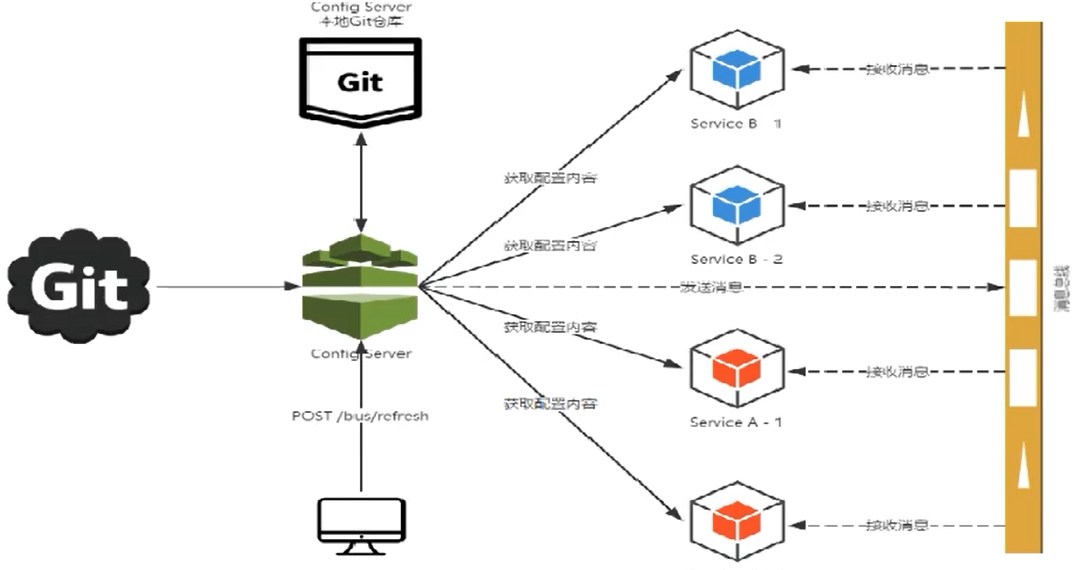 Config Server
本地Git仓库
Git
Service B - 1
接收消息
获取配置内容
接收消息
获取配置内容
Service B - 2
Git
发送消息
消息总线
获取配置内容
Config Server
接收消息
获取配置内容
POST /bus/refresh
Service A - 1
接收消息